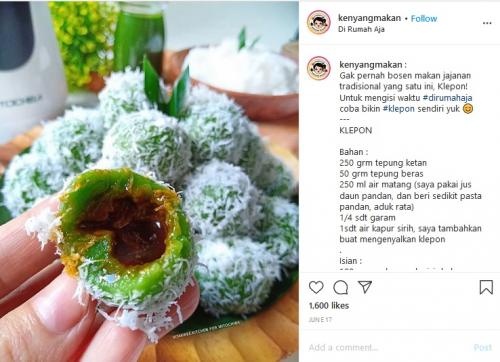 kenyangmakan • Follow
Di Rumah Aja
kenyangmakan :
Gak pernah bosen makan jajanan
tradisional yang satu ini, Klepon!
Untuk mengisi waktu #dirumahaja
coba bikin #klepon sendiri yuk 😊
---
KLEPON
Bahan :
250 grm tepung ketan
50 grm tepung beras
250 ml air matang (saya pakai jus
daun pandan, dan beri sedikit pasta
pandan, aduk rata)
1/4 sdt garam
1sdt air kapur sirih, saya tambahkan
buat mengenyalkan klepon
.
Isian :
1,600 likes
JUNE 17
Add a comment...
Post